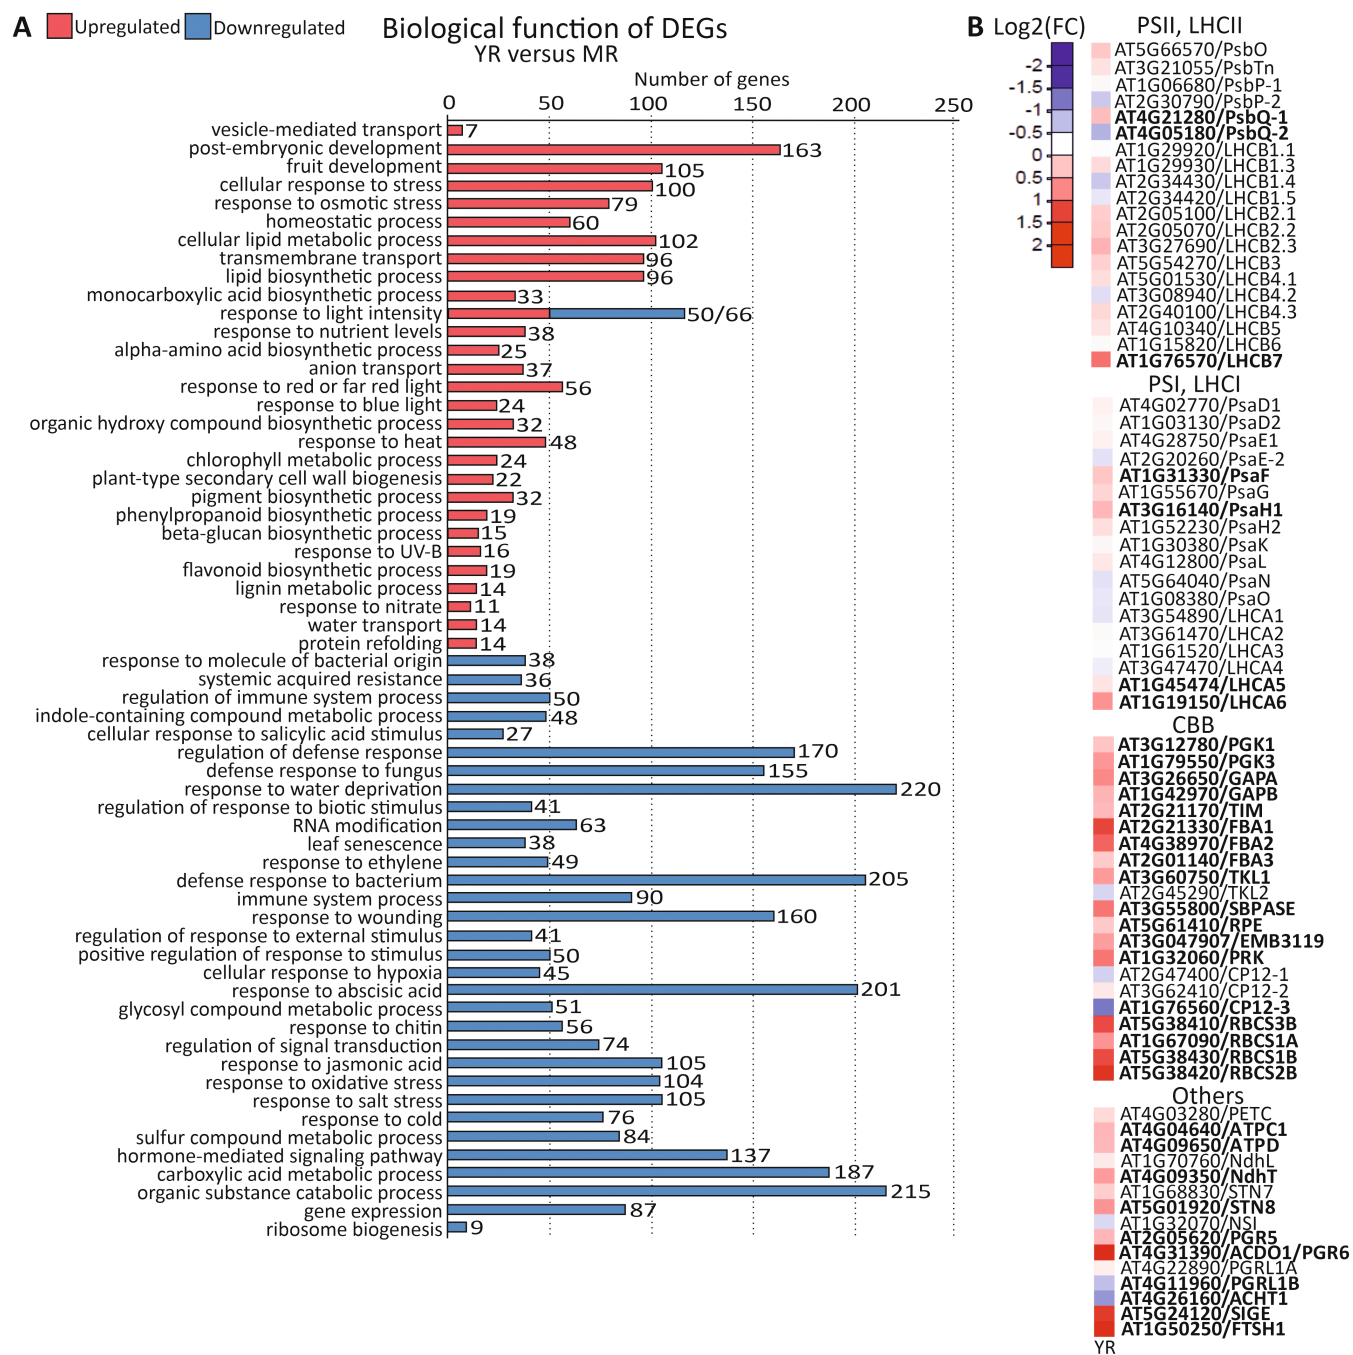 A Upregulated Downregulated Biological function of DEGs
YR versus MR
Number of genes
0 50 100 150 200 250
vesicle-mediated transport 7
post-embryonic development 163
fruit development 105
cellular response to stress 100
response to osmotic stress 79
homeostatic process 60
cellular lipid metabolic process 102
transmembrane transport 96
lipid biosynthetic process 96
monocarboxylic acid biosynthetic process 33
response to light intensity 50/66
response to nutrient levels 38
alpha-amino acid biosynthetic process 25
anion transport 37
response to red or far red light 56
response to blue light 24
organic hydroxy compound biosynthetic process 32
response to heat 48
chlorophyll metabolic process 24
plant-type secondary cell wall biogenesis 22
pigment biosynthetic process 32
phenylpropanoid biosynthetic process 19
beta-glucan biosynthetic process 15
response to UV-B 16
flavonoid biosynthetic process 19
lignin metabolic process 14
response to nitrate 11
water transport 14
protein refolding 14
response to molecule of bacterial origin 38
systemic acquired resistance 36
regulation of immune system process 50
indole-containing compound metabolic process 48
cellular response to salicylic acid stimulus 27
regulation of defense response 170
defense response to fungus 155
response to water deprivation 220
regulation of response to biotic stimulus 41
RNA modification 63
leaf senescence 38
response to ethylene 49
defense response to bacterium 205
immune system process 90
response to wounding 160
regulation of response to external stimulus 41
positive regulation of response to stimulus 50
cellular response to hypoxia 45
response to abscisic acid 201
glycosyl compound metabolic process 51
response to chitin 56
regulation of signal transduction 74
response to jasmonic acid 105
response to oxidative stress 104
response to salt stress 105
response to cold 76
sulfur compound metabolic process 84
hormone-mediated signaling pathway 137
carboxylic acid metabolic process 187
organic substance catabolic process 215
gene expression 87
ribosome biogenesis 9
B Log2(FC)
-2
-1.5
-1
-0.5
0
0.5
1
1.5
2
PSII, LHCII
AT5G66570/PsbO
AT3G21055/PsbTn
AT1G06680/PsbP-1
AT2G30790/PsbP-2
AT4G21280/PsbQ-1
AT4G05180/PsbQ-2
AT1G29920/LHCB1.1
AT1G29930/LHCB1.3
AT2G34430/LHCB1.4
AT2G34420/LHCB1.5
AT2G05100/LHCB2.1
AT2G05070/LHCB2.2
AT3G27690/LHCB2.3
AT5G54270/LHCB3
AT5G01530/LHCB4.1
AT3G08940/LHCB4.2
AT2G40100/LHCB4.3
AT4G10340/LHCB5
AT1G15820/LHCB6
AT1G76570/LHCB7
PSI, LHCI
AT4G02770/PsaD1
AT1G03130/PsaD2
AT4G28750/PsaE1
AT2G20260/PsaE-2
AT1G31330/PsaF
AT1G55670/PsaG
AT3G16140/PsaH1
AT1G52230/PsaH2
AT1G30380/PsaK
AT4G12800/PsaL
AT5G64040/PsaN
AT1G08380/PsaO
AT3G54890/LHCA1
AT3G61470/LHCA2
AT1G61520/LHCA3
AT3G47470/LHCA4
AT1G45474/LHCA5
AT1G19150/LHCA6
CBB
AT3G12780/PGK1
AT1G79550/PGK3
AT3G26650/GAPA
AT1G42970/GAPB
AT2G21170/TIM
AT2G21330/FBA1
AT4G38970/FBA2
AT2G01140/FBA3
AT3G60750/TKL1
AT2G45290/TKL2
AT3G55800/SBPASE
AT5G61410/RPE
AT3G047907/EMB3119
AT1G32060/PRK
AT2G47400/CP12-1
AT3G62410/CP12-2
AT1G76560/CP12-3
AT5G38410/RBCS3B
AT1G67090/RBCS1A
AT5G38430/RBCS1B
AT5G38420/RBCS2B
Others
AT4G03280/PETC
AT4G04640/ATPC1
AT4G09650/ATPD
AT1G70760/NdhL
AT4G09350/NdhT
AT1G68830/STN7
AT5G01920/STN8
AT1G32070/NSI
AT2G05620/PGR5
AT4G31390/ACDO1/PGR6
AT4G22890/PGRL1A
AT4G11960/PGRL1B
AT4G26160/ACHT1
AT5G24120/SIGE
AT1G50250/FTSH1
YR